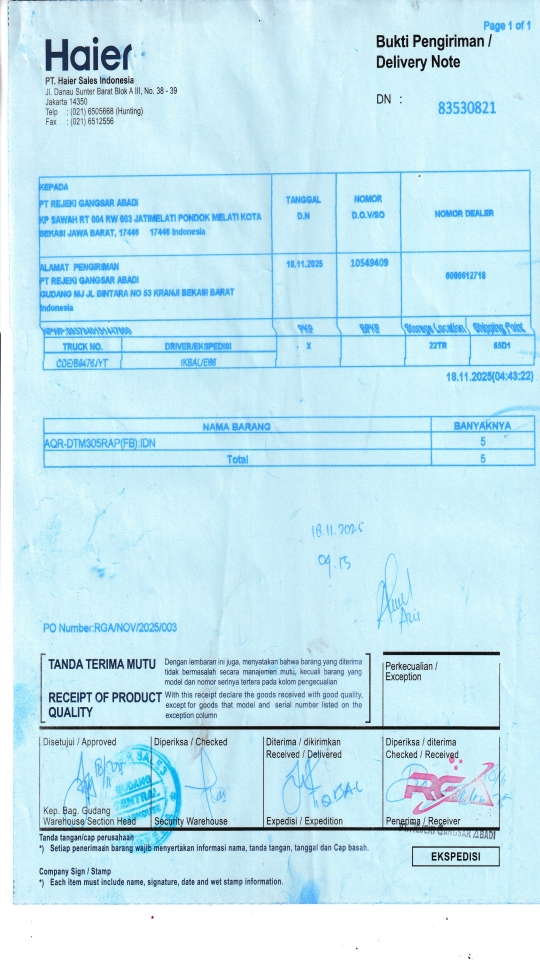 Page 1 of 1
Haier
Bukti Pengiriman /
Delivery Note
PT. Haier Sales Indonesia
Jl. Danau Sunter Barat Blok A III, No. 38 - 39
Jakarta 14350
Telp : (021) 6505668 (Hunting)
Fax : (021) 6512556
DN : 83530821
KEPADA
PT REJEKI GANGSAR ABADI
KP SAWAH RT 004 RW 003 JATIMELATI PONDOK MELATI KOTA
BEKASI JAWA BARAT, 17446 17446 Indonesia
TANGGAL
D.N
NOMOR
D.O.V/SO
NOMOR DEALER
ALAMAT PENGIRIMAN
PT REJEKI GANGSAR ABADI
GUDANG MJ JL BINTARA NO 53 KRANJI BEKASI BARAT
Indonesia
18.11.2025
10549409
Storage Location
Shipping Point
TRUCK NO.
DRIVER/EKSPEDISI
X
22TR
65D1
18.11.2025(04:43:22)
NAMA BARANG BANYAKNYA
AQR-DTM305RAP(FB):IDN 5
Total 5
18.11.2025
09.15
PO Number:RGA/NOV/2025/003
TANDA TERIMA MUTU
Dengan lembaran ini juga, menyatakan bahwa barang yang diterima
tidak bermasalah secara manajemen mutu, kecuali barang yang
model dan nomor serinya tertera pada kolom pengecualian
RECEIPT OF PRODUCT
QUALITY
With this receipt declare the goods received with good quality,
except for goods that model and serial number listed on the
exception column
Perkecualian /
Exception
Disetujui / Approved
Diperiksa / Checked
Diterima / dikirimkan
Received / Delivered
Diperiksa / diterima
Checked / Received
RGA
IQBAL
Kep. Bag. Gudang
Warehouse Section Head
Security Warehouse
Expedisi / Expedition
Penerima / Receiver
Tanda tangan/cap perusahaan
*) Setiap penerimain barang wajib menyertakan informasi nama, tanda tangan, tanggal dan Cap basah.
EKSPEDISI
Company Sign / Stamp
*) Each item must include name, signature, date and wet stamp information.